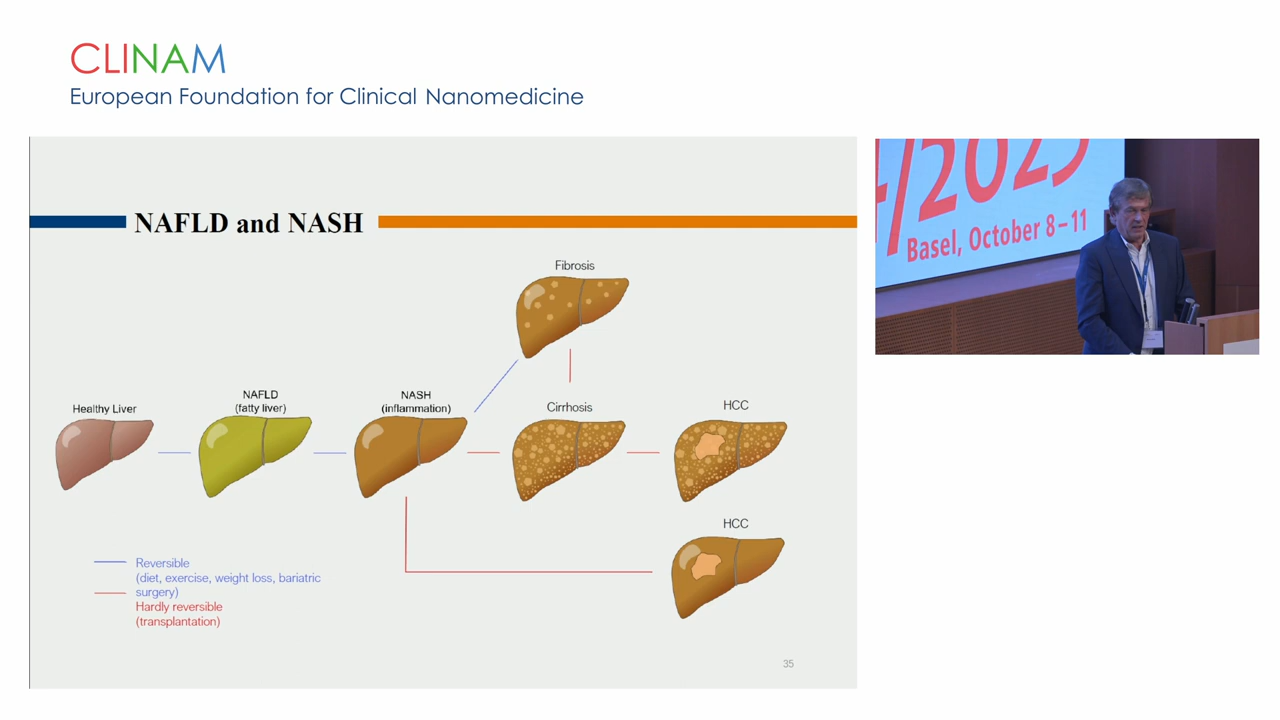 CLINAM
European Foundation for Clinical Nanomedicine
NAFLD and NASH
Fibrosis
Healthy Liver
NAFLD
(fatty liver)
NASH
(inflammation)
Cirrhosis
HCC
HCC
Reversible
(diet, exercise, weight loss, bariatric
surgery)
Hardly reversible
(transplantation)
35
/2023
Basel, October 8–11